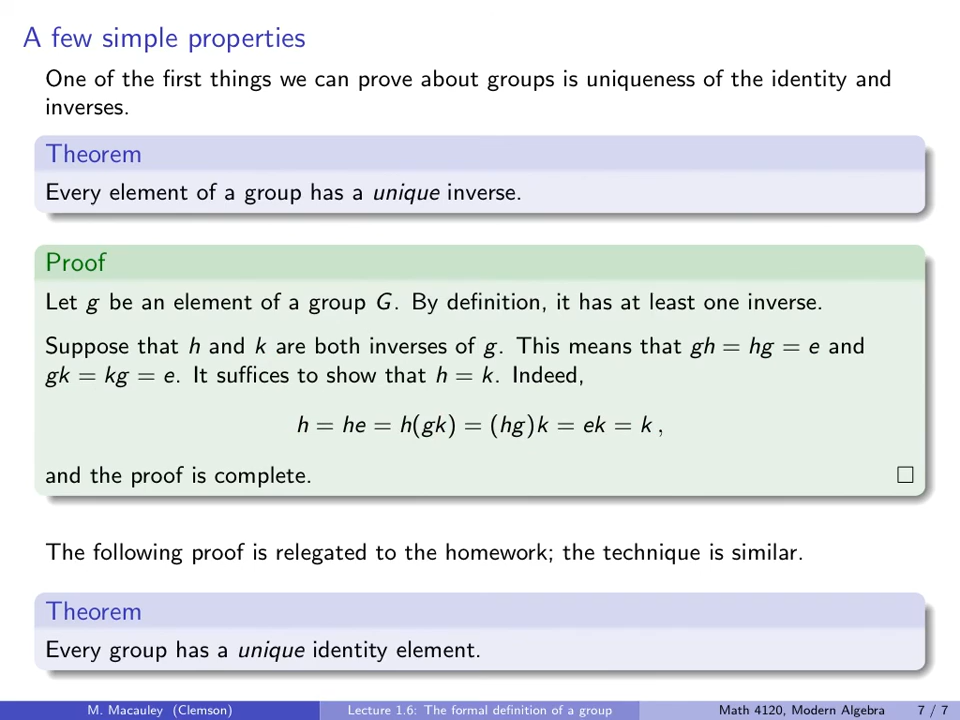 A few simple properties
One of the first things we can prove about groups is uniqueness of the identity and
inverses.
Theorem
Every element of a group has a unique inverse.
Proof
Let g be an element of a group G. By definition, it has at least one inverse.
Suppose that h and k are both inverses of g. This means that gh = hg = e and
gk = kg = e. It suffices to show that h = k. Indeed,
h = he = h(gk) = (hg)k = ek = k ,
and the proof is complete. □
The following proof is relegated to the homework; the technique is similar.
Theorem
Every group has a unique identity element.
M. Macauley (Clemson) Lecture 1.6: The formal definition of a group Math 4120, Modern Algebra 7 / 7